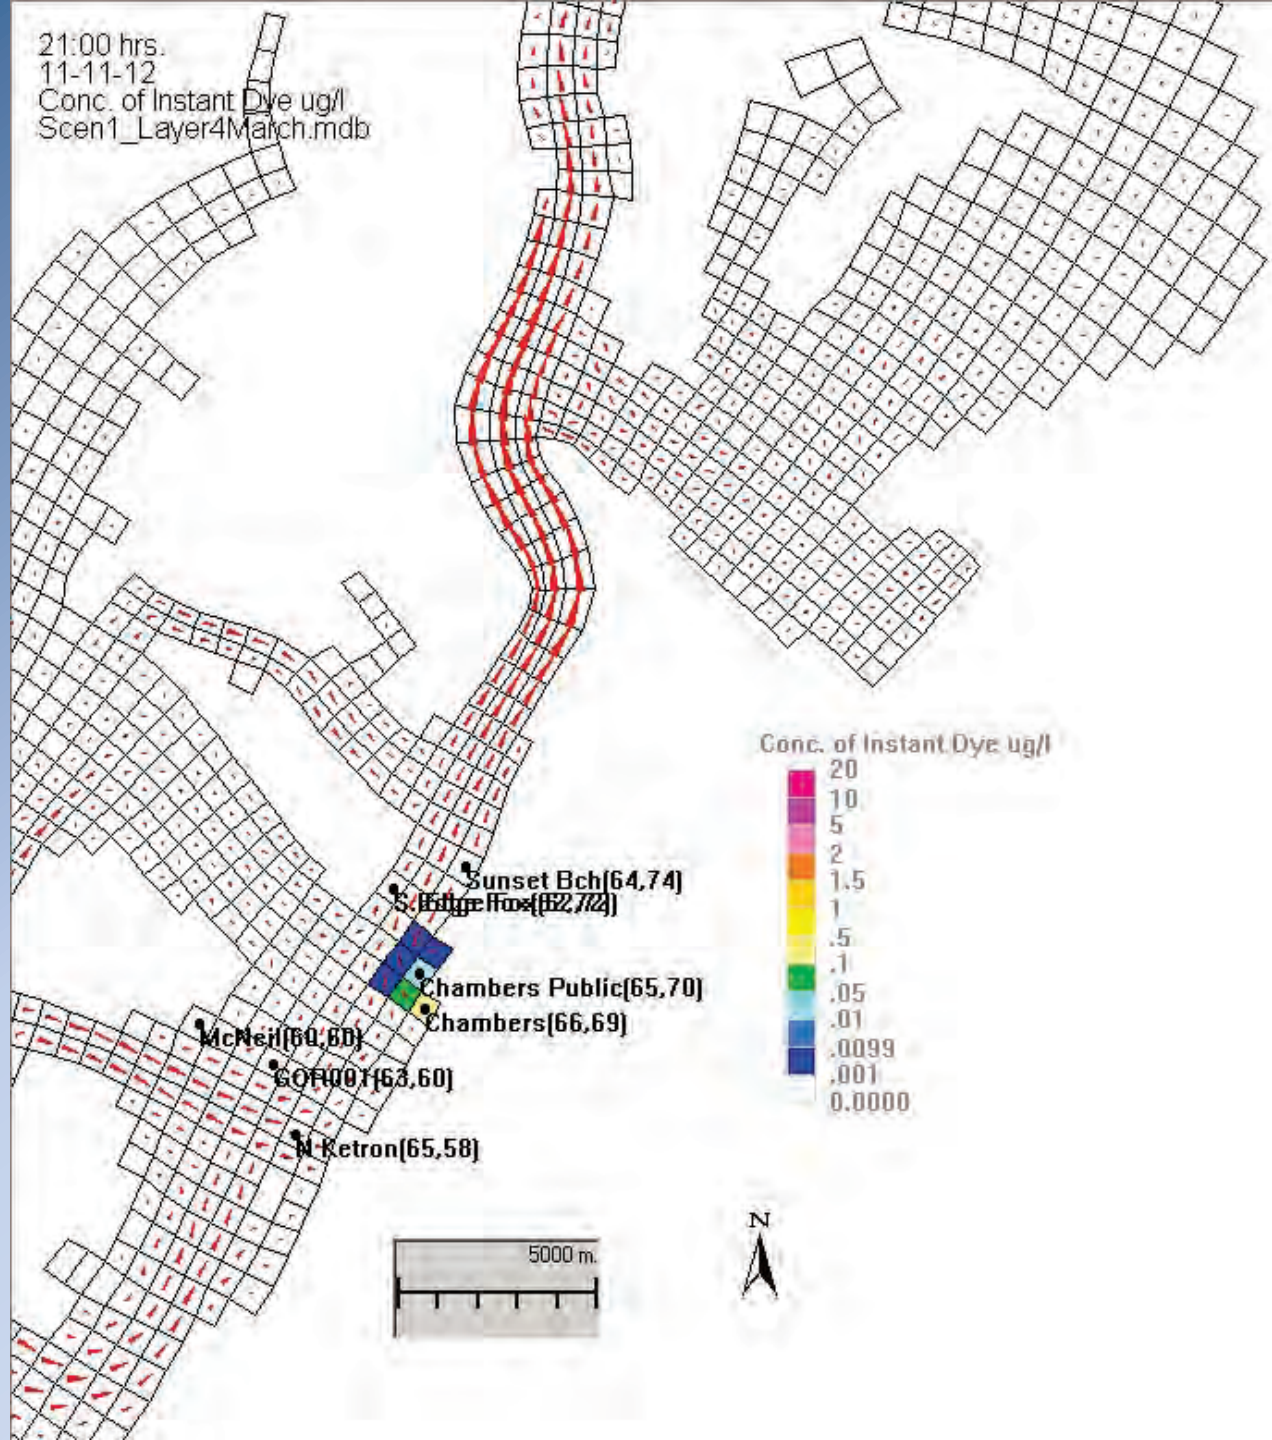 21:00 hrs.
11-11-12
Conc. of Instant Dye ug/l
Scen1_Layer4March.mdb
Conc. of Instant Dye ug/l
20
10
5
2
1.5
1
.5
.1
.05
.01
.0099
.001
0.0000
Sunset Bch(64,74)
Chambers Public(65,70)
Chambers(66,69)
McNeil(60,60)
(63,60)
N Ketron(65,58)
5000 m.
N